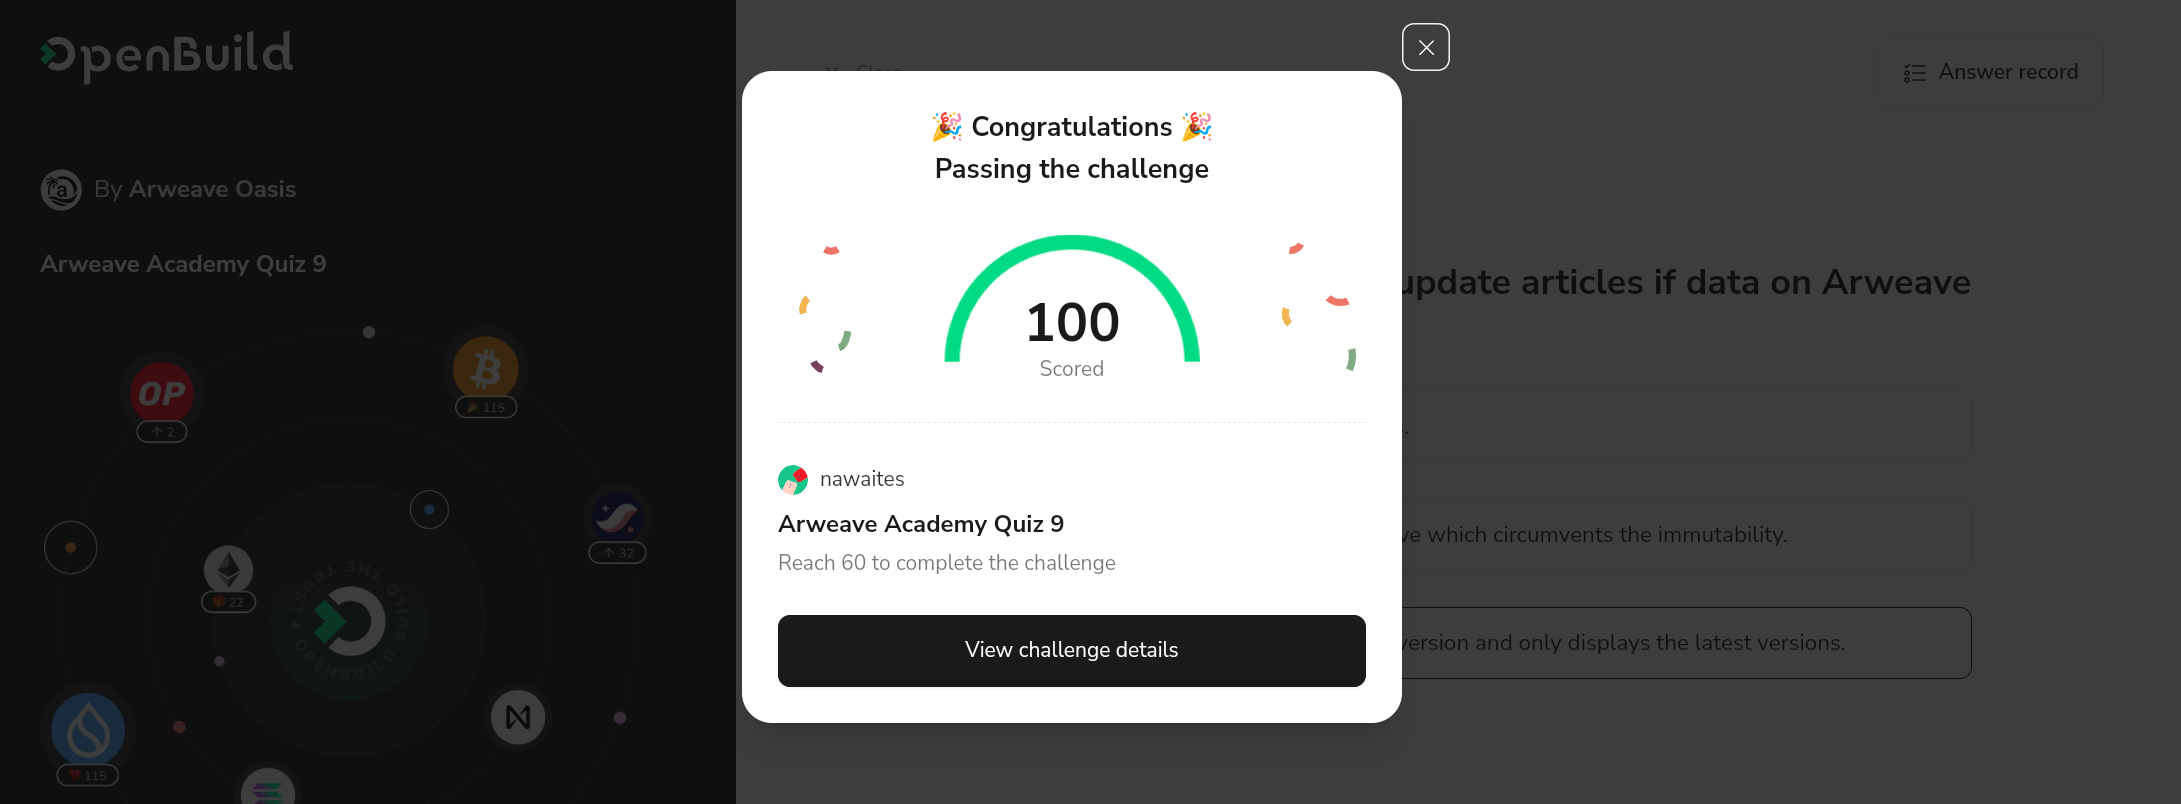 OpenBuild
By Arweave Oasis
Arweave Academy Quiz 9
OP
↑ 2
115
↑ 32
22
BUILD THE TRUST
OPENBUILD
115
Close
Answer record
update articles if data on Arweave
which circumvents the immutability.
version and only displays the latest versions.
🎉 Congratulations 🎉
Passing the challenge
100
Scored
nawaites
Arweave Academy Quiz 9
Reach 60 to complete the challenge
View challenge details